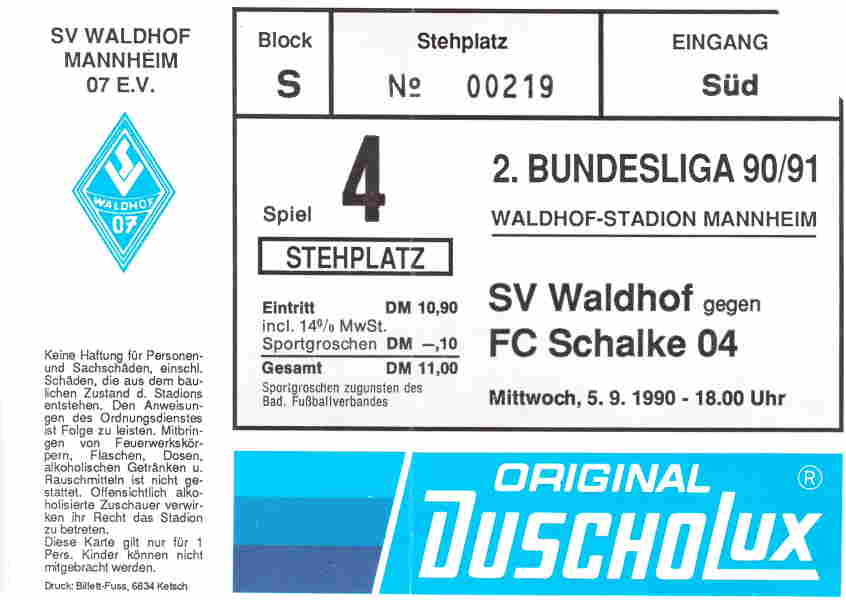 SV WALDHOF
MANNHEIM
07 E.V.
SV
WALDHOF
07
Keine Haftung für Personen-
und Sachschäden, einschl.
Schäden, die aus dem bau-
lichen Zustand d. Stadions
entstehen. Den Anweisun-
gen des Ordnungsdienstes
ist Folge zu leisten. Mitbrin-
gen von Feuerwerkskör-
pern, Flaschen, Dosen,
alkoholischen Getränken u.
Rauschmitteln ist nicht ge-
stattet. Offensichtlich alko-
holisierte Zuschauer verwir-
ken ihr Recht das Stadion
zu betreten.
Diese Karte gilt nur für 1
Pers. Kinder können nicht
mitgebracht werden.
Druck: Billett-Fuss, 6834 Ketsch
Block
S
Stehplatz
Nº 00219
EINGANG
Süd
Spiel 4
STEHPLATZ
Eintritt DM 10,90
incl. 14% MwSt.
Sportgroschen DM –,10
Gesamt DM 11,00
Sportgroschen zugunsten des
Bad. Fußballverbandes
2. BUNDESLIGA 90/91
WALDHOF-STADION MANNHEIM
SV Waldhof gegen
FC Schalke 04
Mittwoch, 5. 9. 1990 - 18.00 Uhr
ORIGINAL ®
DUSCHOLUX